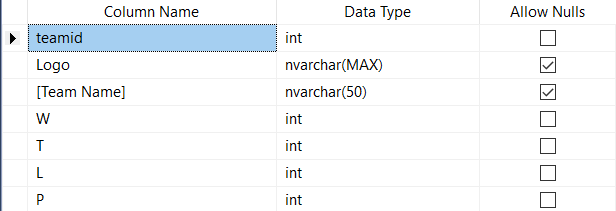 Column Name Data Type Allow Nulls
teamid int
Logo nvarchar(MAX)
[Team Name] nvarchar(50)
W int
T int
L int
P int